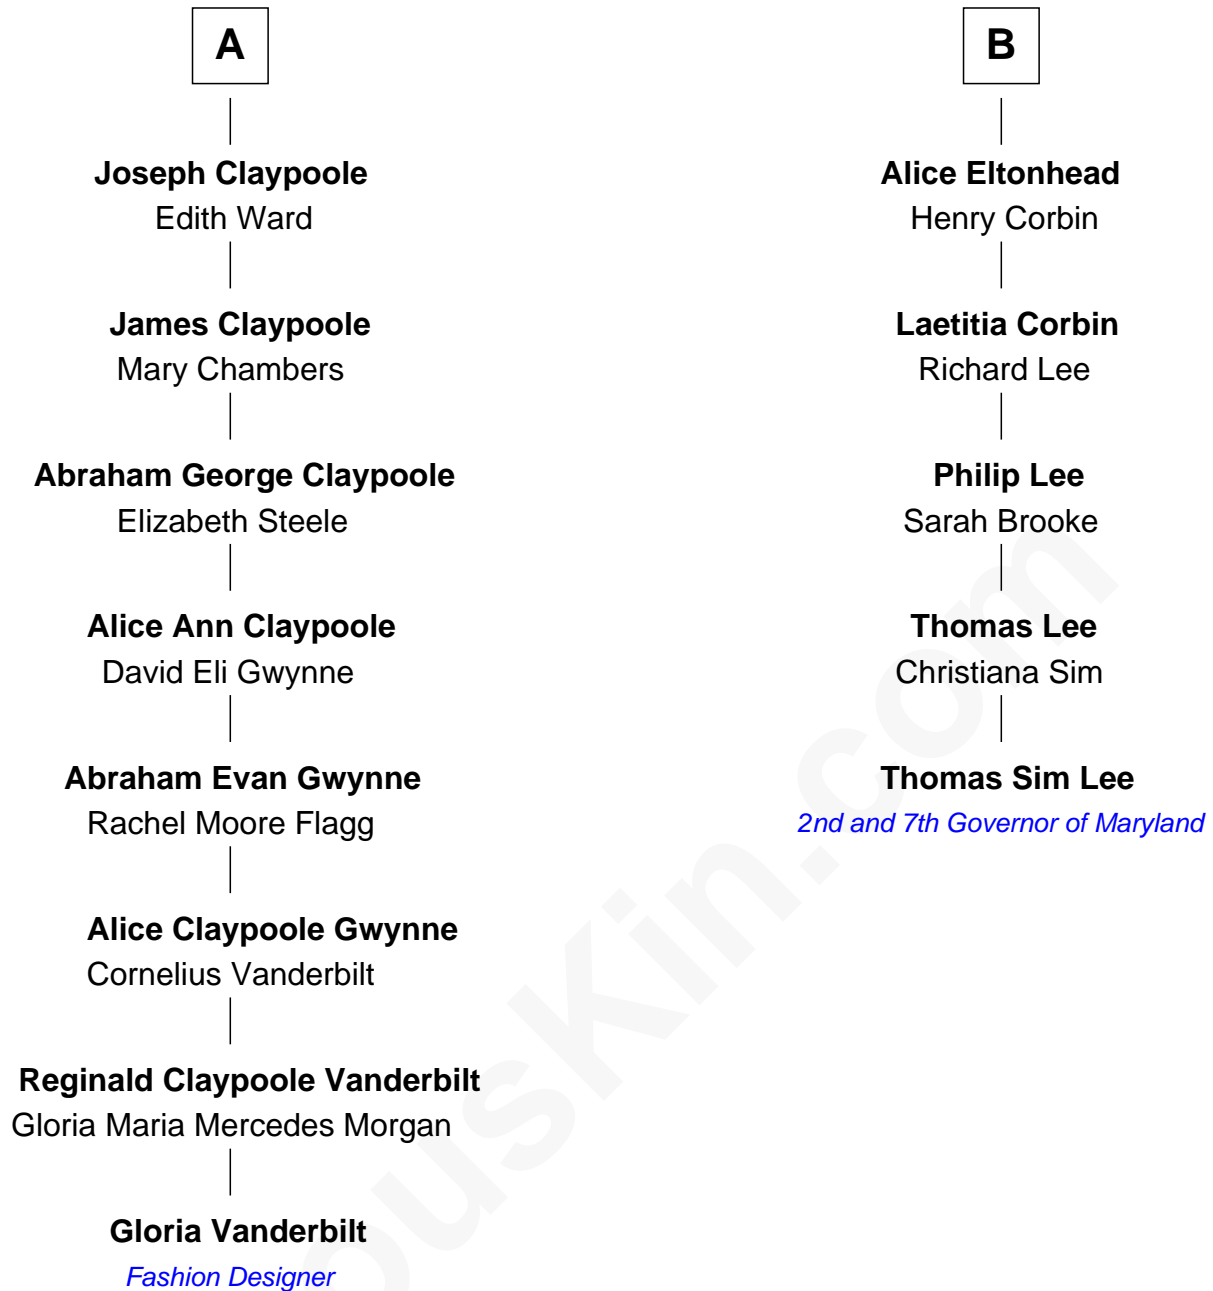 A
Joseph Claypoole
Edith Ward
James Claypoole
Mary Chambers
Abraham George Claypoole
Elizabeth Steele
Alice Ann Claypoole
David Eli Gwynne
Abraham Evan Gwynne
Rachel Moore Flagg
Alice Claypoole Gwynne
Cornelius Vanderbilt
Reginald Claypoole Vanderbilt
Gloria Maria Mercedes Morgan
Gloria Vanderbilt
Fashion Designer
B
Alice Eltonhead
Henry Corbin
Laetitia Corbin
Richard Lee
Philip Lee
Sarah Brooke
Thomas Lee
Christiana Sim
Thomas Sim Lee
2nd and 7th Governor of Maryland
ousKin.com